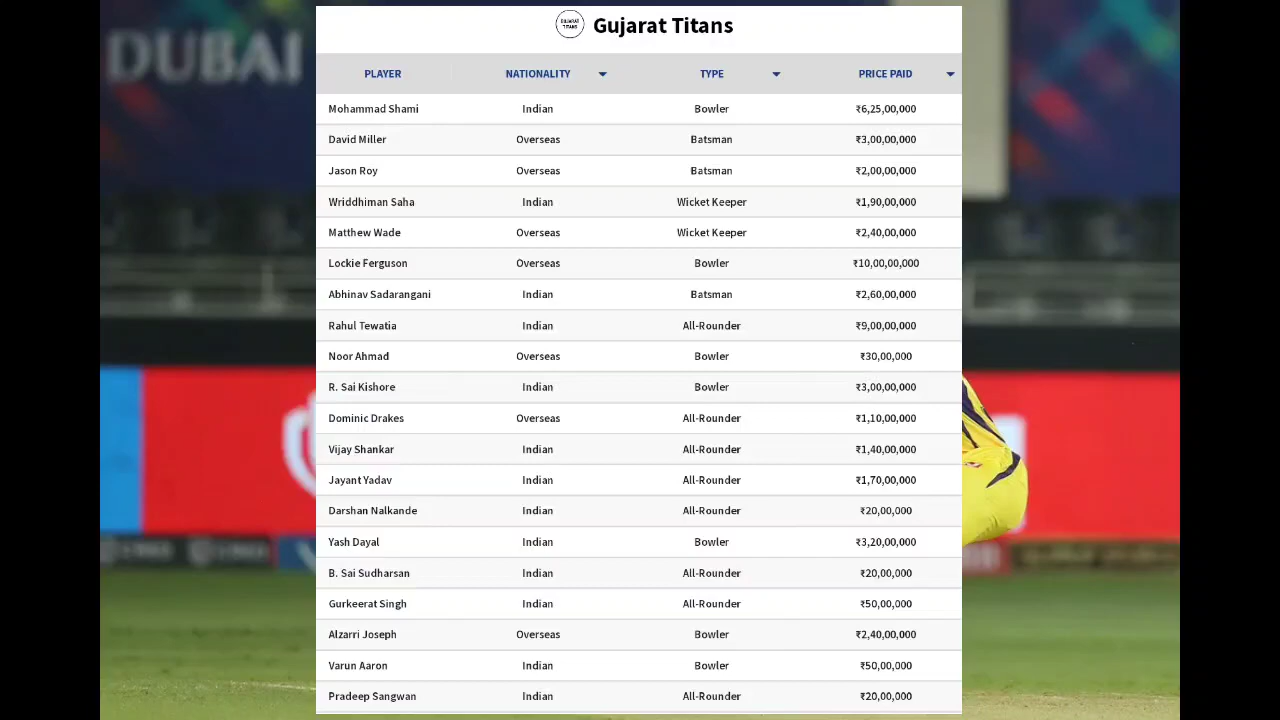 DUBAI
GUJARAT
TITANS
Gujarat Titans
PLAYER NATIONALITY TYPE PRICE PAID
Mohammad Shami Indian Bowler ₹6,25,00,000
David Miller Overseas Batsman ₹3,00,00,000
Jason Roy Overseas Batsman ₹2,00,00,000
Wriddhiman Saha Indian Wicket Keeper ₹1,90,00,000
Matthew Wade Overseas Wicket Keeper ₹2,40,00,000
Lockie Ferguson Overseas Bowler ₹10,00,00,000
Abhinav Sadarangani Indian Batsman ₹2,60,00,000
Rahul Tewatia Indian All-Rounder ₹9,00,00,000
Noor Ahmad Overseas Bowler ₹30,00,000
R. Sai Kishore Indian Bowler ₹3,00,00,000
Dominic Drakes Overseas All-Rounder ₹1,10,00,000
Vijay Shankar Indian All-Rounder ₹1,40,00,000
Jayant Yadav Indian All-Rounder ₹1,70,00,000
Darshan Nalkande Indian All-Rounder ₹20,00,000
Yash Dayal Indian Bowler ₹3,20,00,000
B. Sai Sudharsan Indian All-Rounder ₹20,00,000
Gurkeerat Singh Indian All-Rounder ₹50,00,000
Alzarri Joseph Overseas Bowler ₹2,40,00,000
Varun Aaron Indian Bowler ₹50,00,000
Pradeep Sangwan Indian All-Rounder ₹20,00,000